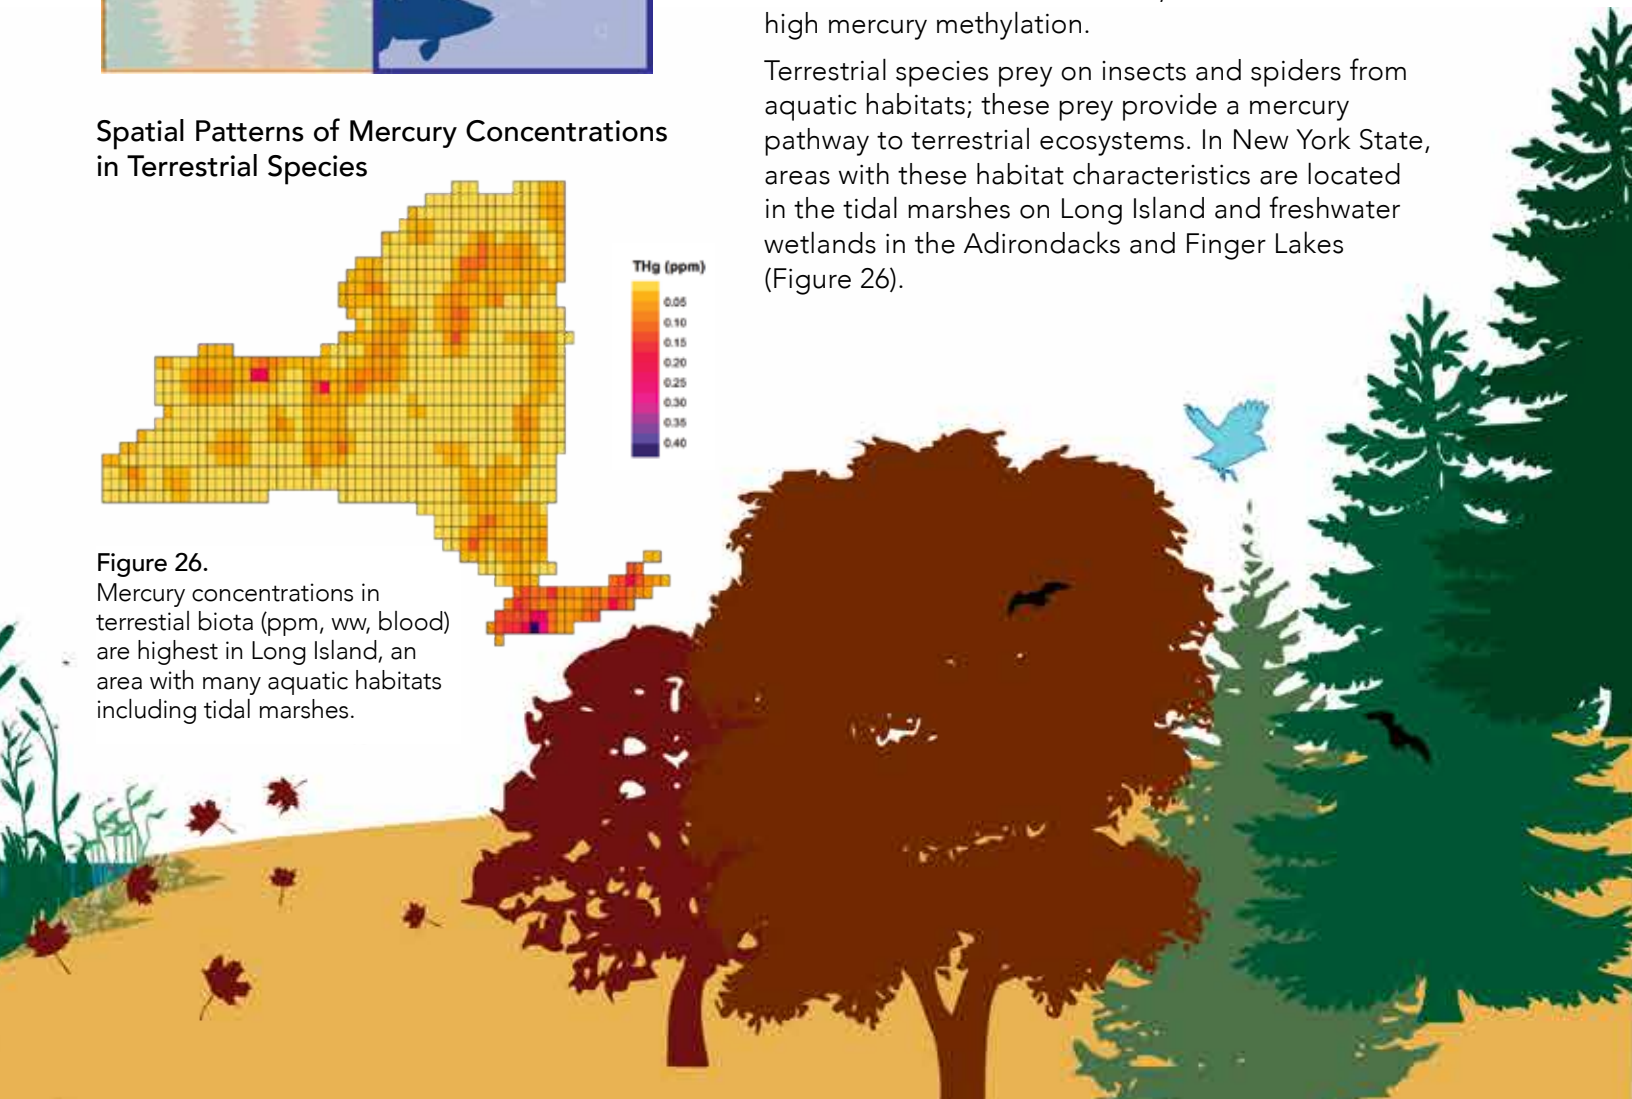 high mercury methylation.
Terrestrial species prey on insects and spiders from
aquatic habitats; these prey provide a mercury
pathway to terrestrial ecosystems. In New York State,
areas with these habitat characteristics are located
in the tidal marshes on Long Island and freshwater
wetlands in the Adirondacks and Finger Lakes
(Figure 26).
Spatial Patterns of Mercury Concentrations
in Terrestrial Species
THg (ppm)
0.05
0.10
0.15
0.20
0.25
0.30
0.35
0.40
Figure 26.
Mercury concentrations in
terrestial biota (ppm, ww, blood)
are highest in Long Island, an
area with many aquatic habitats
including tidal marshes.